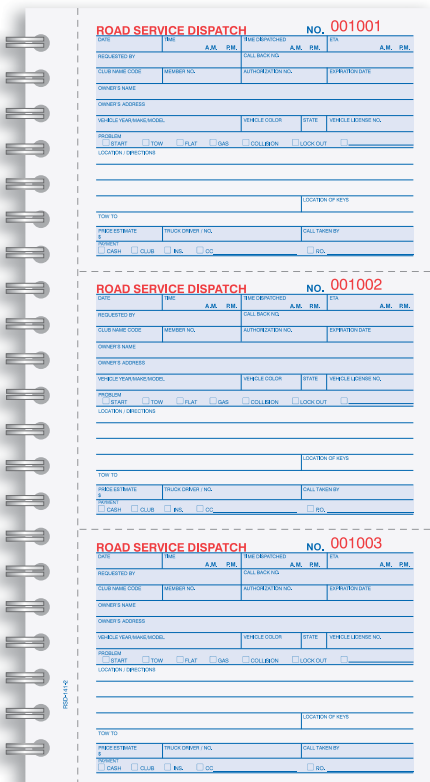 ROAD SERVICE DISPATCH NO. 001001
DATE TIME TIME DISPATCHED ETA
A.M. P.M. A.M. P.M. A.M. P.M.
REQUESTED BY CALL BACK NO.
CLUB NAME CODE MEMBER NO. AUTHORIZATION NO. EXPIRATION DATE
OWNER'S NAME
OWNER'S ADDRESS
VEHICLE YEAR/MAKE/MODEL VEHICLE COLOR STATE VEHICLE LICENSE NO.
PROBLEM
START TOW FLAT GAS COLLISION LOCK OUT
LOCATION / DIRECTIONS
LOCATION OF KEYS
TOW TO
PRICE ESTIMATE TRUCK DRIVER / NO. CALL TAKEN BY
$
PAYMENT
CASH CLUB INS. CC P.O.
ROAD SERVICE DISPATCH NO. 001002
DATE TIME TIME DISPATCHED ETA
A.M. P.M. A.M. P.M. A.M. P.M.
REQUESTED BY CALL BACK NO.
CLUB NAME CODE MEMBER NO. AUTHORIZATION NO. EXPIRATION DATE
OWNER'S NAME
OWNER'S ADDRESS
VEHICLE YEAR/MAKE/MODEL VEHICLE COLOR STATE VEHICLE LICENSE NO.
PROBLEM
START TOW FLAT GAS COLLISION LOCK OUT
LOCATION / DIRECTIONS
LOCATION OF KEYS
TOW TO
PRICE ESTIMATE TRUCK DRIVER / NO. CALL TAKEN BY
$
PAYMENT
CASH CLUB INS. CC P.O.
ROAD SERVICE DISPATCH NO. 001003
DATE TIME TIME DISPATCHED ETA
A.M. P.M. A.M. P.M. A.M. P.M.
REQUESTED BY CALL BACK NO.
CLUB NAME CODE MEMBER NO. AUTHORIZATION NO. EXPIRATION DATE
OWNER'S NAME
OWNER'S ADDRESS
VEHICLE YEAR/MAKE/MODEL VEHICLE COLOR STATE VEHICLE LICENSE NO.
PROBLEM
START TOW FLAT GAS COLLISION LOCK OUT
LOCATION / DIRECTIONS
LOCATION OF KEYS
TOW TO
PRICE ESTIMATE TRUCK DRIVER / NO. CALL TAKEN BY
$
PAYMENT
CASH CLUB INS. CC P.O.
RSD-141-2